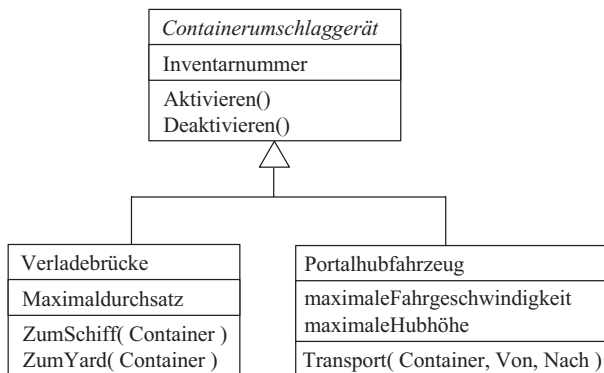 Containerumschlaggerät
Inventarnummer
Aktivieren()
Deaktivieren()
Verladebrücke
Maximaldurchsatz
ZumSchiff( Container )
ZumYard( Container )
Portalhubfahrzeug
maximaleFahrgeschwindigkeit
maximaleHubhöhe
Transport( Container, Von, Nach )